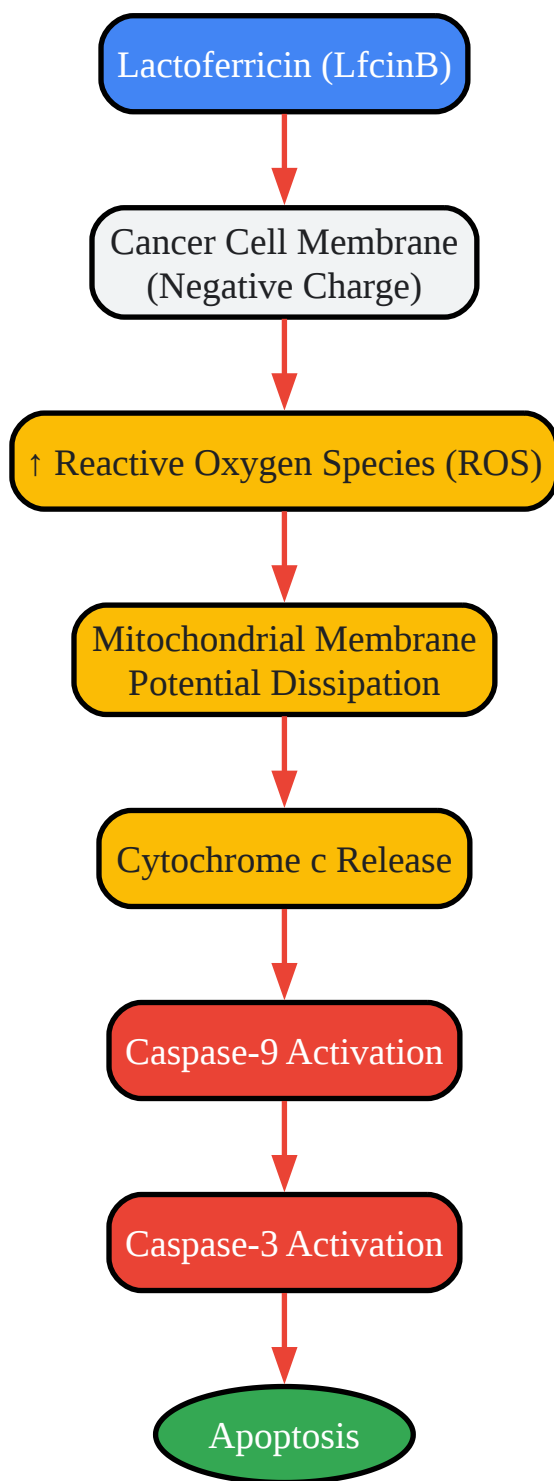 Lactoferricin (LfcinB)
Cancer Cell Membrane
(Negative Charge)
↑ Reactive Oxygen Species (ROS)
Mitochondrial Membrane
Potential Dissipation
Cytochrome c Release
Caspase-9 Activation
Caspase-3 Activation
Apoptosis